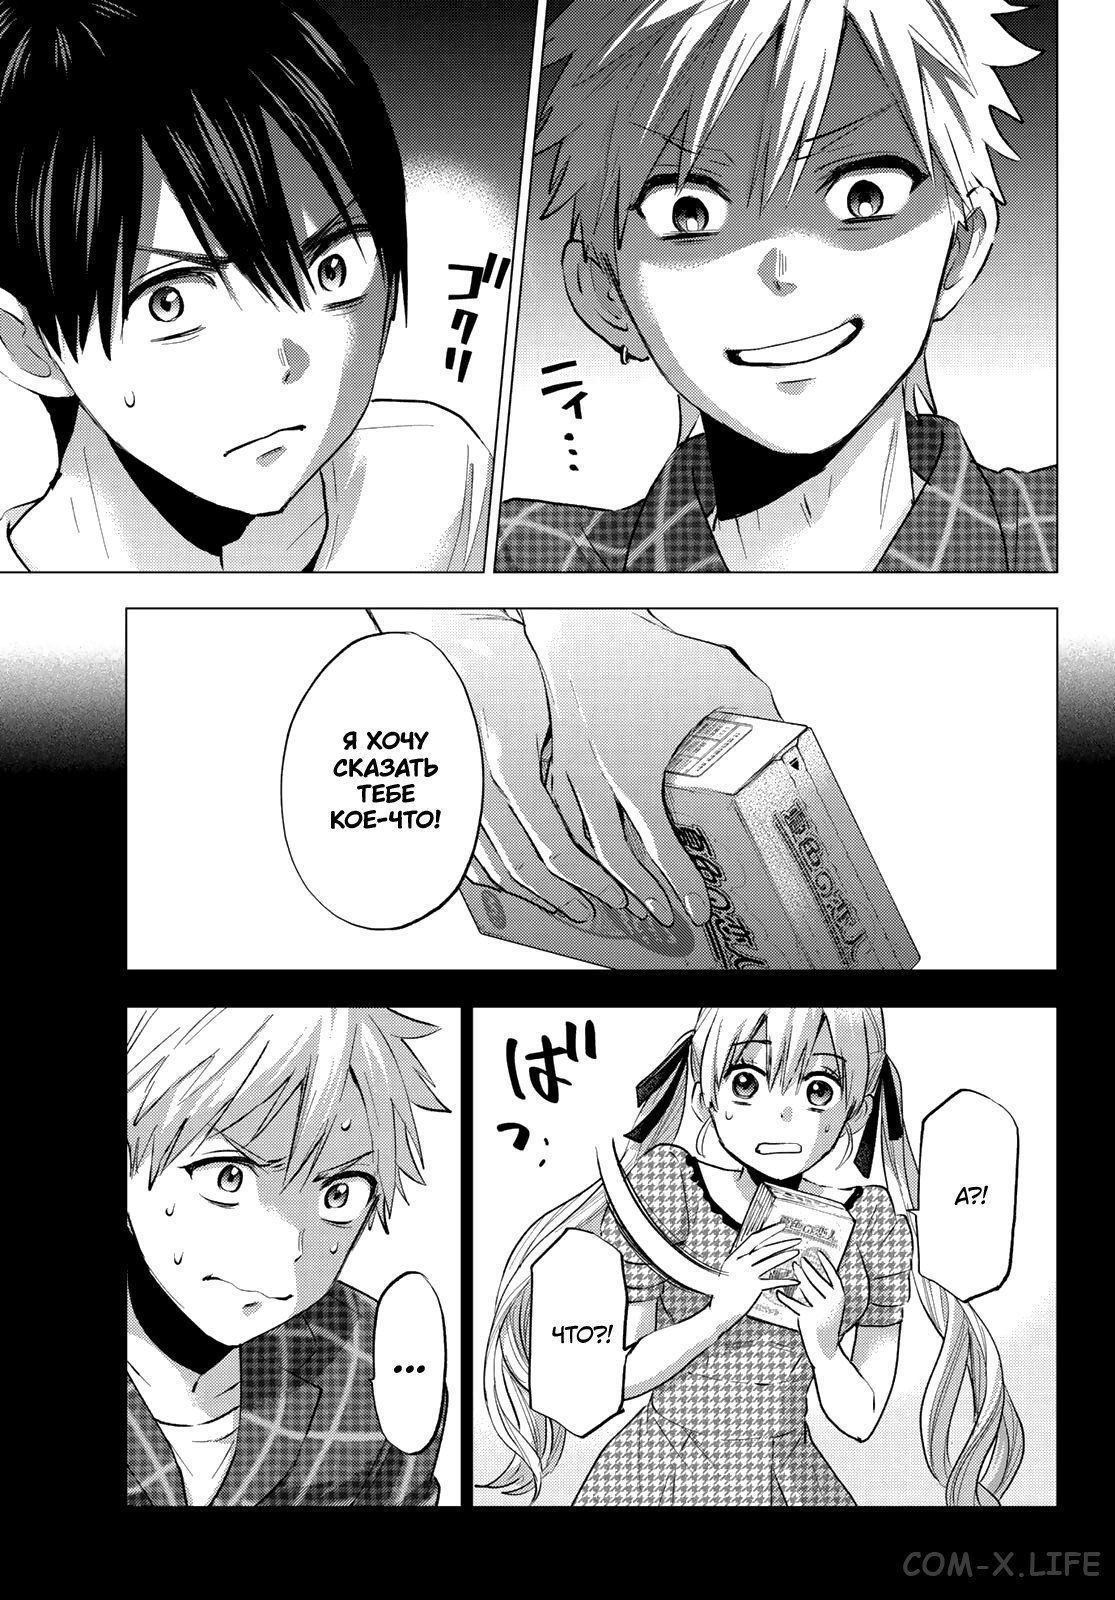 ニィ…
ゴクリ
Я ХОЧУ
СКАЗАТЬ
ТЕБЕ
КОЕ-ЧТО!
А?!
ばっ
ЧТО?!
...
COM-X.LIFE